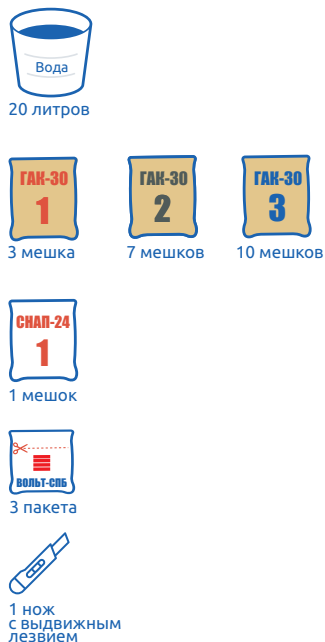 Вода
20 литров
ГАК-30
1
3 мешка
ГАК-30
2
7 мешков
ГАК-30
3
10 мешков
СНАП-24
1
1 мешок
ВОЛЬТ-СПБ
3 пакета
1 нож
с выдвижным
лезвием